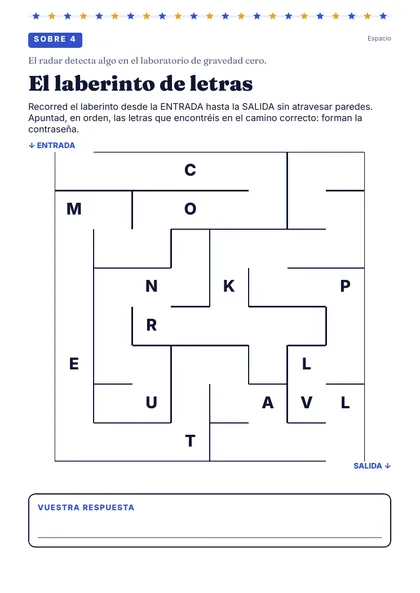 SOBRE 4
Espacio
El radar detecta algo en el laboratorio de gravedad cero.
El laberinto de letras
Recorred el laberinto desde la ENTRADA hasta la SALIDA sin atravesar paredes.
Apuntad, en orden, las letras que encontréis en el camino correcto: forman la
contraseña.
↓ ENTRADA
C
M O
N K P
R
E L
U A V L
T
SALIDA ↓
VUESTRA RESPUESTA